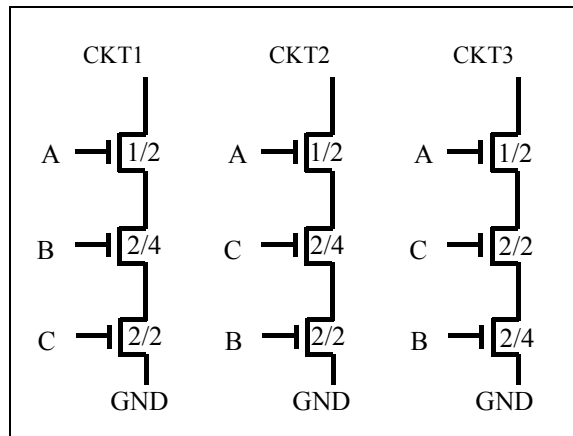 CKT1 CKT2 CKT3
A 1/2 A 1/2 A 1/2
B 2/4 C 2/4 C 2/2
C 2/2 B 2/2 B 2/4
GND GND GND